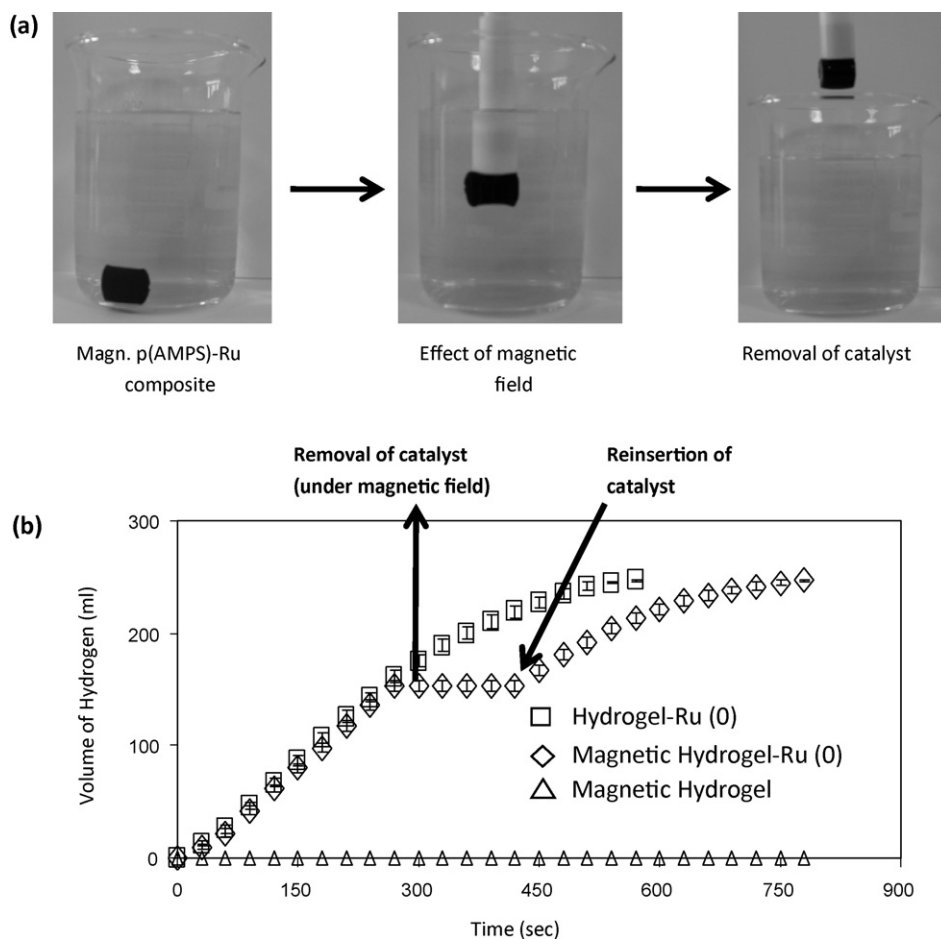 (a)
Magn. p(AMPS)-Ru
composite
Effect of magnetic
field
Removal of catalyst
(b)
Removal of catalyst
(under magnetic field)
Reinsertion of
catalyst
Volume of Hydrogen (ml)
300
200
100
0
Hydrogel-Ru (0)
Magnetic Hydrogel-Ru (0)
Magnetic Hydrogel
0
150
300
450
600
750
900
Time (sec)